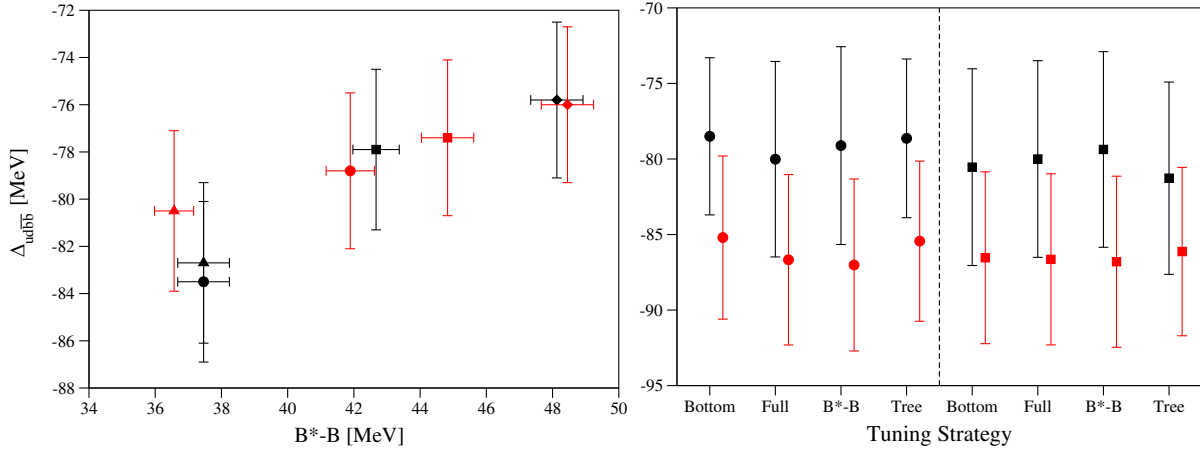 -72
-74
-76
-78
-80
-82
-84
-86
-88
Δud b̅b̅ [MeV]
34
36
38
40
42
44
46
48
50
B*-B [MeV]
-70
-75
-80
-85
-90
-95
Bottom
Full
B*-B
Tree
Bottom
Full
B*-B
Tree
Tuning Strategy